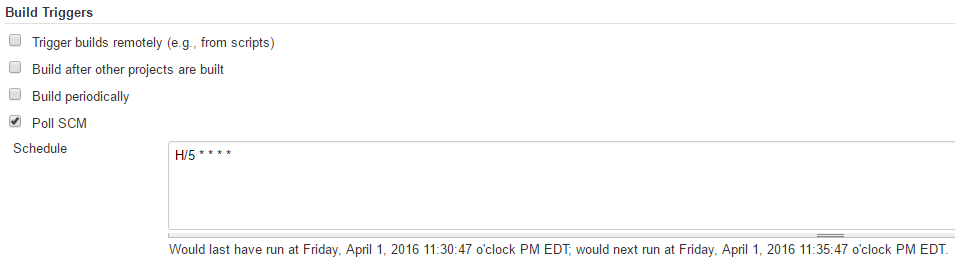 Build Triggers
Trigger builds remotely (e.g., from scripts)
Build after other projects are built
Build periodically
Poll SCM
Schedule
H/5 * * * *
Would last have run at Friday, April 1, 2016 11:30:47 o'clock PM EDT; would next run at Friday, April 1, 2016 11:35:47 o'clock PM EDT.